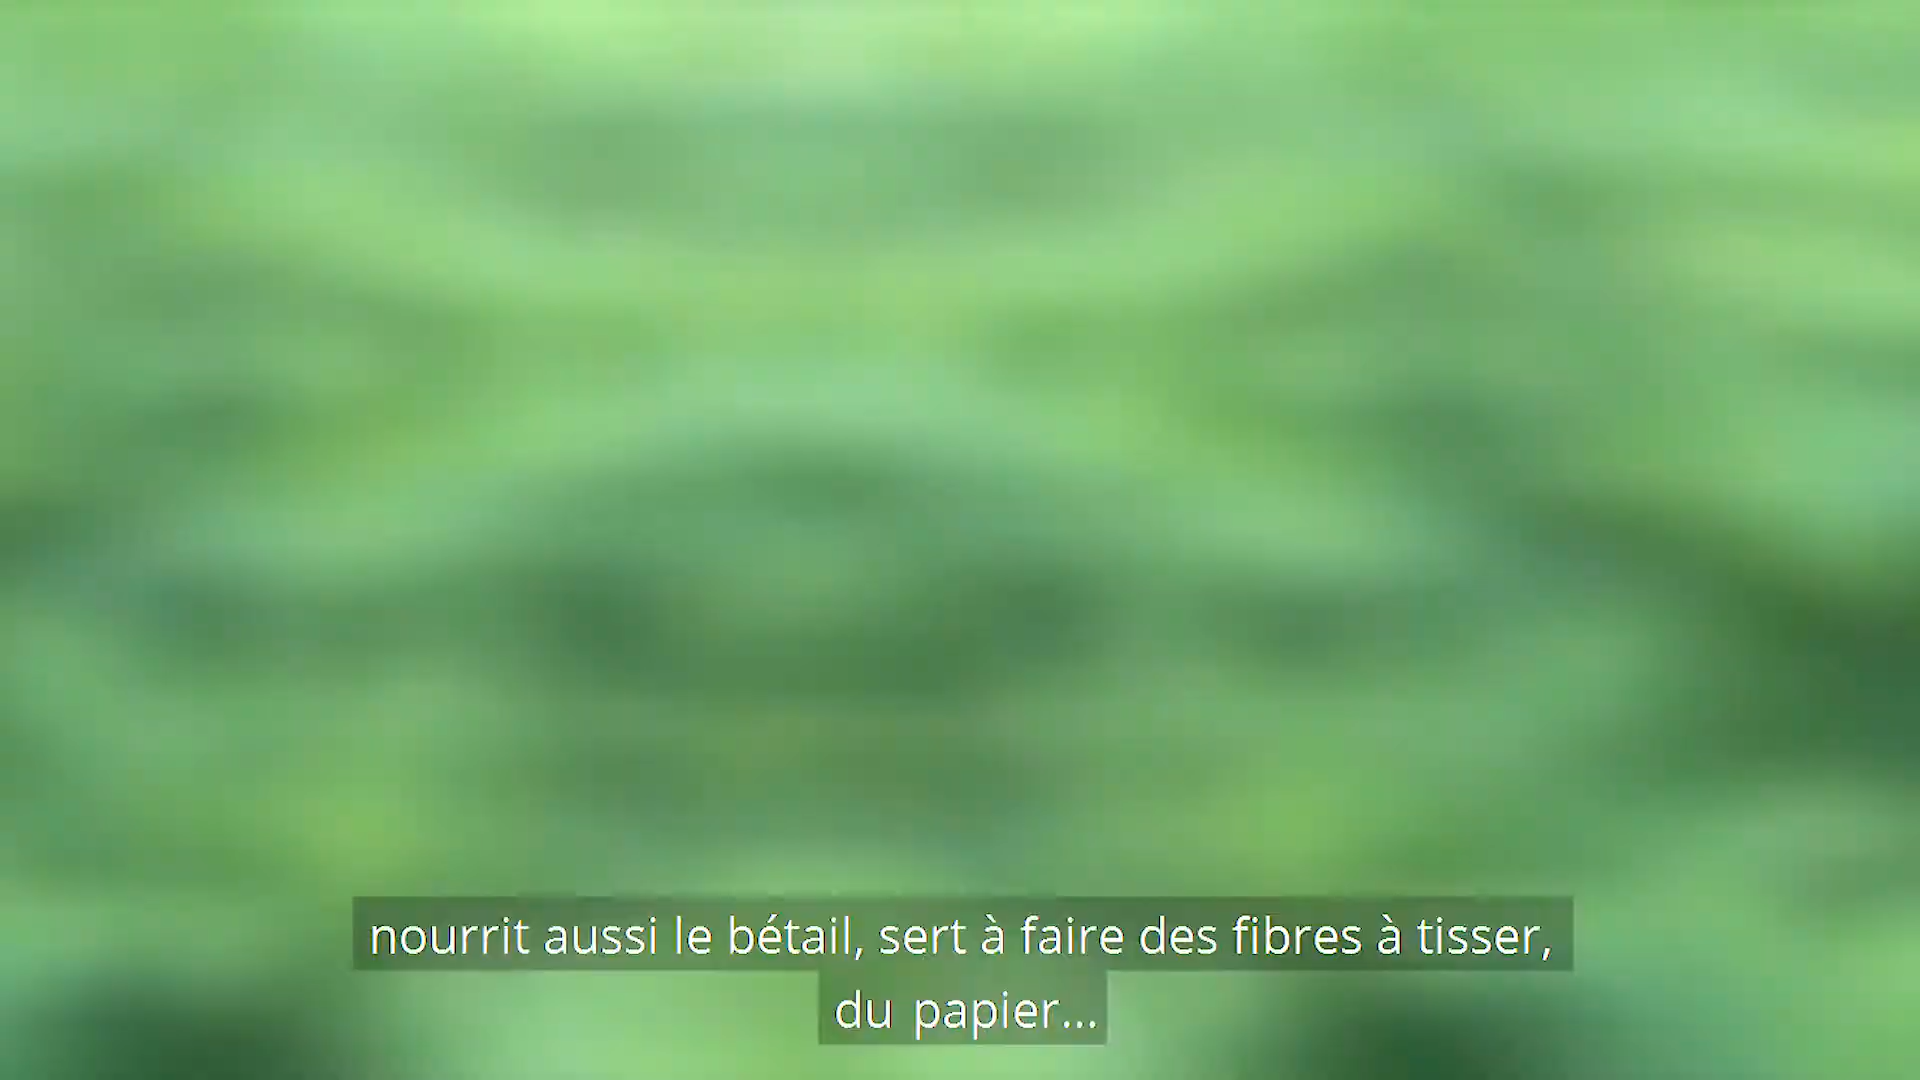 nourrit aussi le bétail, sert à faire des fibres à tisser,
du papier...